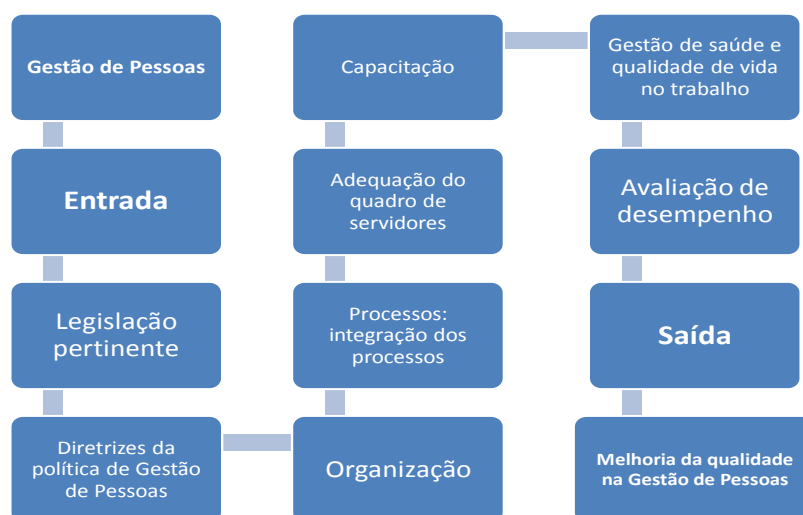 Gestão de Pessoas
Entrada
Legislação
pertinente
Diretrizes da
política de Gestão
de Pessoas
Organização
Processos:
integração dos
processos
Adequação do
quadro de
servidores
Capacitação
Gestão de saúde e
qualidade de vida
no trabalho
Avaliação de
desempenho
Saída
Melhoria da qualidade
na Gestão de Pessoas